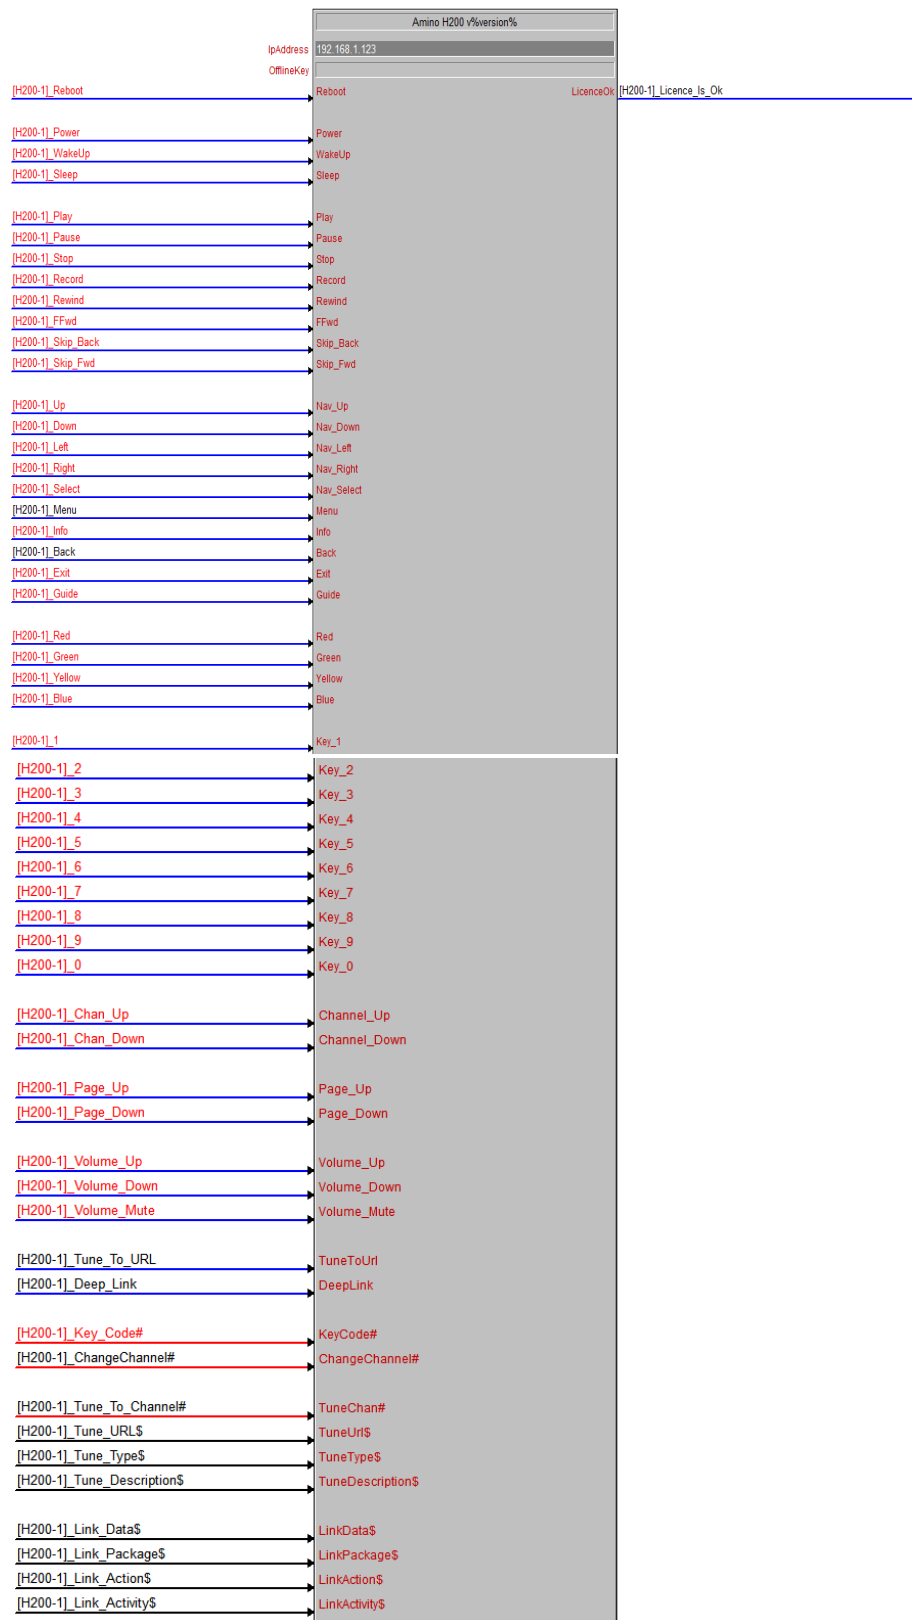 Amino H200 v%version%
IpAddress 192.168.1.123
OfflineKey
[H200-1]_Reboot Reboot LicenceOk [H200-1]_Licence_Is_Ok
[H200-1]_Power Power
[H200-1]_WakeUp WakeUp
[H200-1]_Sleep Sleep
[H200-1]_Play Play
[H200-1]_Pause Pause
[H200-1]_Stop Stop
[H200-1]_Record Record
[H200-1]_Rewind Rewind
[H200-1]_FFwd FFwd
[H200-1]_Skip_Back Skip_Back
[H200-1]_Skip_Fwd Skip_Fwd
[H200-1]_Up Nav_Up
[H200-1]_Down Nav_Down
[H200-1]_Left Nav_Left
[H200-1]_Right Nav_Right
[H200-1]_Select Nav_Select
[H200-1]_Menu Menu
[H200-1]_Info Info
[H200-1]_Back Back
[H200-1]_Exit Exit
[H200-1]_Guide Guide
[H200-1]_Red Red
[H200-1]_Green Green
[H200-1]_Yellow Yellow
[H200-1]_Blue Blue
[H200-1]_1 Key_1
[H200-1]_2 Key_2
[H200-1]_3 Key_3
[H200-1]_4 Key_4
[H200-1]_5 Key_5
[H200-1]_6 Key_6
[H200-1]_7 Key_7
[H200-1]_8 Key_8
[H200-1]_9 Key_9
[H200-1]_0 Key_0
[H200-1]_Chan_Up Channel_Up
[H200-1]_Chan_Down Channel_Down
[H200-1]_Page_Up Page_Up
[H200-1]_Page_Down Page_Down
[H200-1]_Volume_Up Volume_Up
[H200-1]_Volume_Down Volume_Down
[H200-1]_Volume_Mute Volume_Mute
[H200-1]_Tune_To_URL TuneToUrl
[H200-1]_Deep_Link DeepLink
[H200-1]_Key_Code# KeyCode#
[H200-1]_ChangeChannel# ChangeChannel#
[H200-1]_Tune_To_Channel# TuneChan#
[H200-1]_Tune_URL$ TuneUrl$
[H200-1]_Tune_Type$ TuneType$
[H200-1]_Tune_Description$ TuneDescription$
[H200-1]_Link_Data$ LinkData$
[H200-1]_Link_Package$ LinkPackage$
[H200-1]_Link_Action$ LinkAction$
[H200-1]_Link_Activity$ LinkActivity$